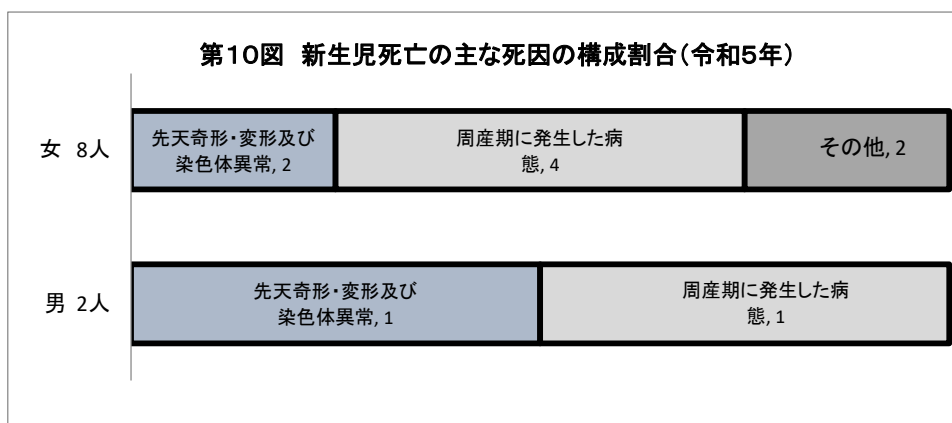 第10図 新生児死亡の主な死因の構成割合(令和5年)
女 8人
先天奇形・変形及び
染色体異常, 2
周産期に発生した病
態, 4
その他, 2
男 2人
先天奇形・変形及び
染色体異常, 1
周産期に発生した病
態, 1